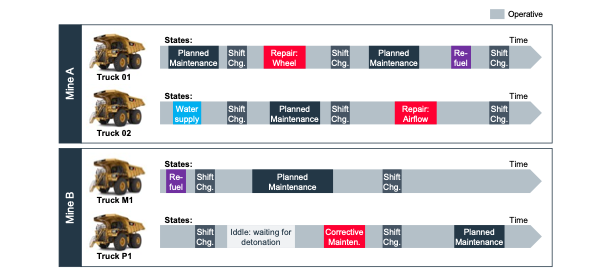 Operative
Mine A
States:
Time
Planned
Maintenance
Shift
Chg.
Repair:
Wheel
Shift
Chg.
Planned
Maintenance
Re-
fuel
Shift
Chg.
Truck 01
States:
Time
Water
supply
Shift
Chg.
Planned
Maintenance
Shift
Chg.
Repair:
Airflow
Shift
Chg.
Truck 02
Mine B
States:
Time
Re-
fuel
Shift
Chg.
Planned
Maintenance
Shift
Chg.
Truck M1
States:
Time
Shift
Chg.
Iddle: waiting for
detonation
Corrective
Mainten.
Shift
Chg.
Planned
Maintenance
Truck P1